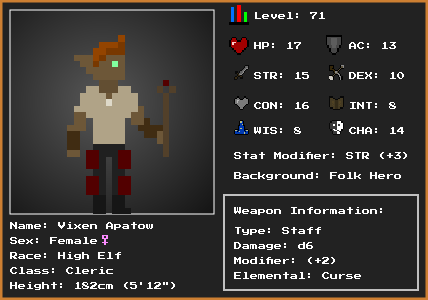 Level: 71
HP: 17 AC: 13
STR: 15 DEX: 10
CON: 16 INT: 8
WIS: 8 CHA: 14
Stat Modifier: STR (+3)
Background: Folk Hero
Weapon Information:
Type: Staff
Damage: d6
Modifier: (+2)
Elemental: Curse
Name: Vixen Apatow
Sex: Female♀
Race: High Elf
Class: Cleric
Height: 182cm (5'12")